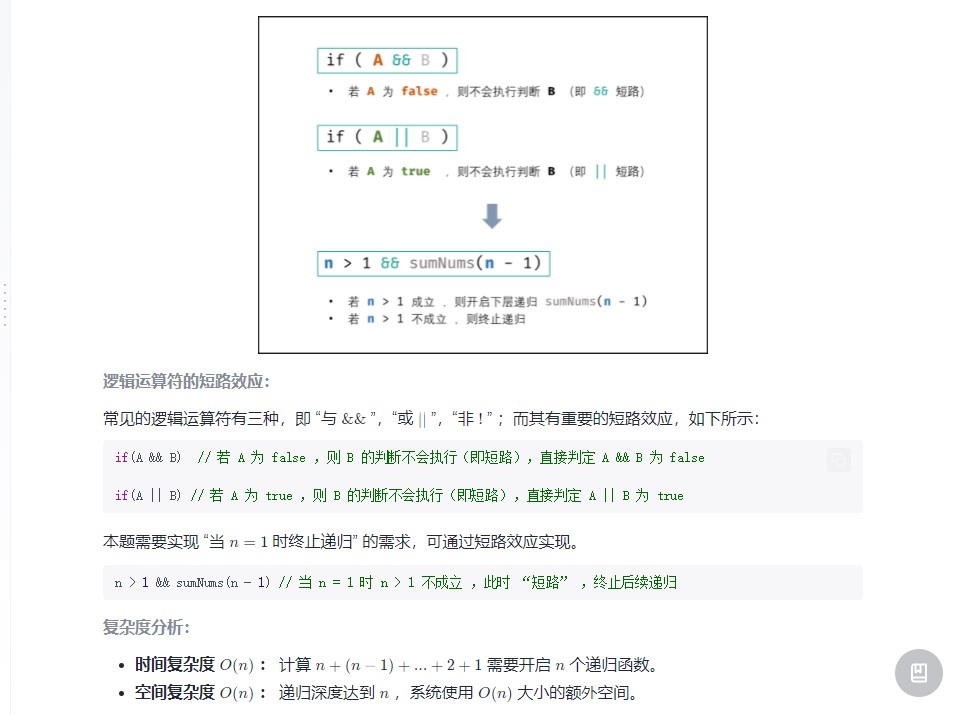 if ( A && B )
• 若 A 为 false ，则不会执行判断 B （即 && 短路）
if ( A || B )
• 若 A 为 true ，则不会执行判断 B （即 || 短路）
n > 1 && sumNums(n - 1)
• 若 n > 1 成立 ，则开启下层递归 sumNums(n - 1)
• 若 n > 1 不成立 ，则终止递归
逻辑运算符的短路效应：
常见的逻辑运算符有三种，即 “与 && ”，“或 || ”，“非 ! ” ；而其有重要的短路效应，如下所示：
if(A && B)  // 若 A 为 false ，则 B 的判断不会执行（即短路），直接判定 A && B 为 false
if(A || B) // 若 A 为 true ，则 B 的判断不会执行（即短路），直接判定 A || B 为 true
本题需要实现 “当 n = 1 时终止递归” 的需求，可通过短路效应实现。
n > 1 && sumNums(n - 1) // 当 n = 1 时 n > 1 不成立 ，此时 “短路” ，终止后续递归
复杂度分析：
• 时间复杂度 O(n) ： 计算 n + (n − 1) + ... + 2 + 1 需要开启 n 个递归函数。
• 空间复杂度 O(n) ： 递归深度达到 n ，系统使用 O(n) 大小的额外空间。